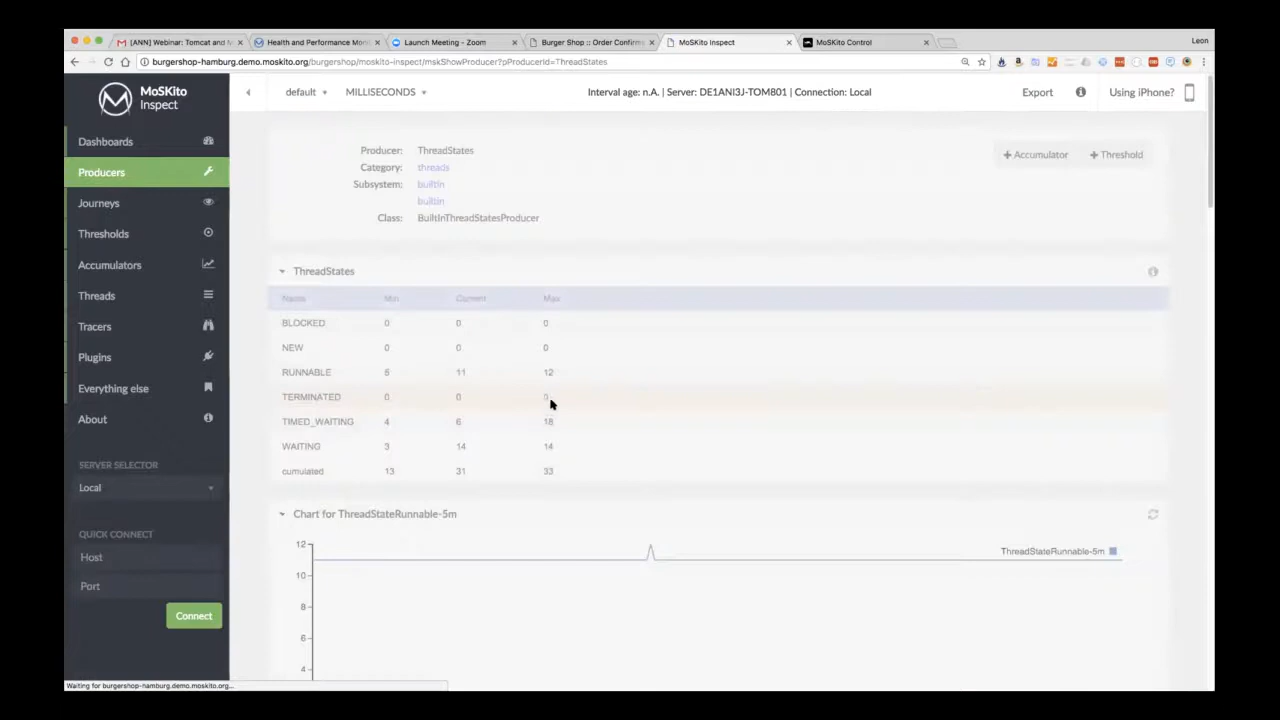 [ANN] Webinar: Tomcat and M
Health and Performance Moni
Launch Meeting - Zoom
Burger Shop :: Order Confirm
MoSKito Inspect
MoSKito Control
Leon
burgershop-hamburg.demo.moskito.org/burgershop/moskito-inspect/mskShowProducer?pProducerId=ThreadStates
MoSKito
Inspect
default
MILLISECONDS
Interval age: n.A. | Server: DE1ANI3J-TOM801 | Connection: Local
Export
Using iPhone?
Dashboards
Producers
Journeys
Thresholds
Accumulators
Threads
Tracers
Plugins
Everything else
About
SERVER SELECTOR
Local
QUICK CONNECT
Host
Port
Connect
Producer: ThreadStates
Category: threads
Subsystem: builtin
builtin
Class: BuiltInThreadStatesProducer
+ Accumulator
+ Threshold
ThreadStates
Name Min Current Max
BLOCKED 0 0 0
NEW 0 0 0
RUNNABLE 5 11 12
TERMINATED 0 0 0
TIMED_WAITING 4 6 18
WAITING 3 14 14
cumulated 13 31 33
Chart for ThreadStateRunnable-5m
12
10
8
6
4
ThreadStateRunnable-5m
Waiting for burgershop-hamburg.demo.moskito.org...